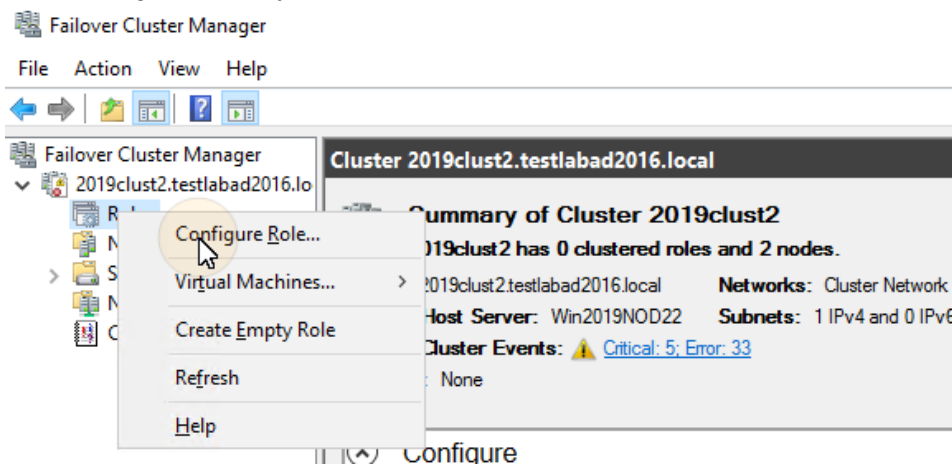 Failover Cluster Manager
File Action View Help
Failover Cluster Manager
2019clust2.testlabad2016.lo
Configure Role...
Virtual Machines...
Create Empty Role
Refresh
Help
Cluster 2019clust2.testlabad2016.local
Summary of Cluster 2019clust2
2019clust2 has 0 clustered roles and 2 nodes.
2019clust2.testlabad2016.local Networks: Cluster Network
Host Server: Win2019NOD22 Subnets: 1 IPv4 and 0 IPv6
Cluster Events: Critical: 5; Error: 33
: None
Configure